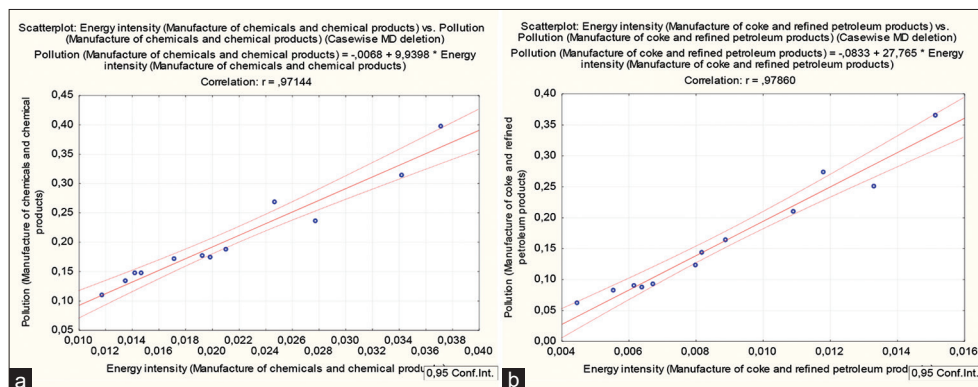 Scatterplot: Energy intensity (Manufacture of chemicals and chemical products) vs. Pollution
(Manufacture of chemicals and chemical products) (Casewise MD deletion)
Pollution (Manufacture of chemicals and chemical products) =-,0068 + 9,9398 * Energy
intensity (Manufacture of chemicals and chemical products)
Correlation: r = ,97144
Pollution (Manufacture of chemicals and chemical
products)
0,45
0,40
0,35
0,30
0,25
0,20
0,15
0,10
0,05
0,010 0,014 0,018 0,022 0,026 0,030 0,034 0,038
0,012 0,016 0,020 0,024 0,028 0,032 0,036 0,040
Energy intensity (Manufacture of chemicals and chemical
0,95 Conf.Int.
a
Scatterplot: Energy intensity (Manufacture of coke and refined petroleum products) vs.
Pollution (Manufacture of coke and refined petroleum products) (Casewise MD deletion)
Pollution (Manufacture of coke and refined petroleum products) =-,0833 + 27,765 * Energy
intensity (Manufacture of coke and refined petroleum products)
Correlation: r = ,97860
Pollution (Manufacture of coke and refined
petroleum products)
0,40
0,35
0,30
0,25
0,20
0,15
0,10
0,05
0,00
0,004 0,006 0,008 0,010 0,012 0,014 0,016
Energy intensity (Manufacture of coke and refined petroleum
0,95 Conf.Int.
b